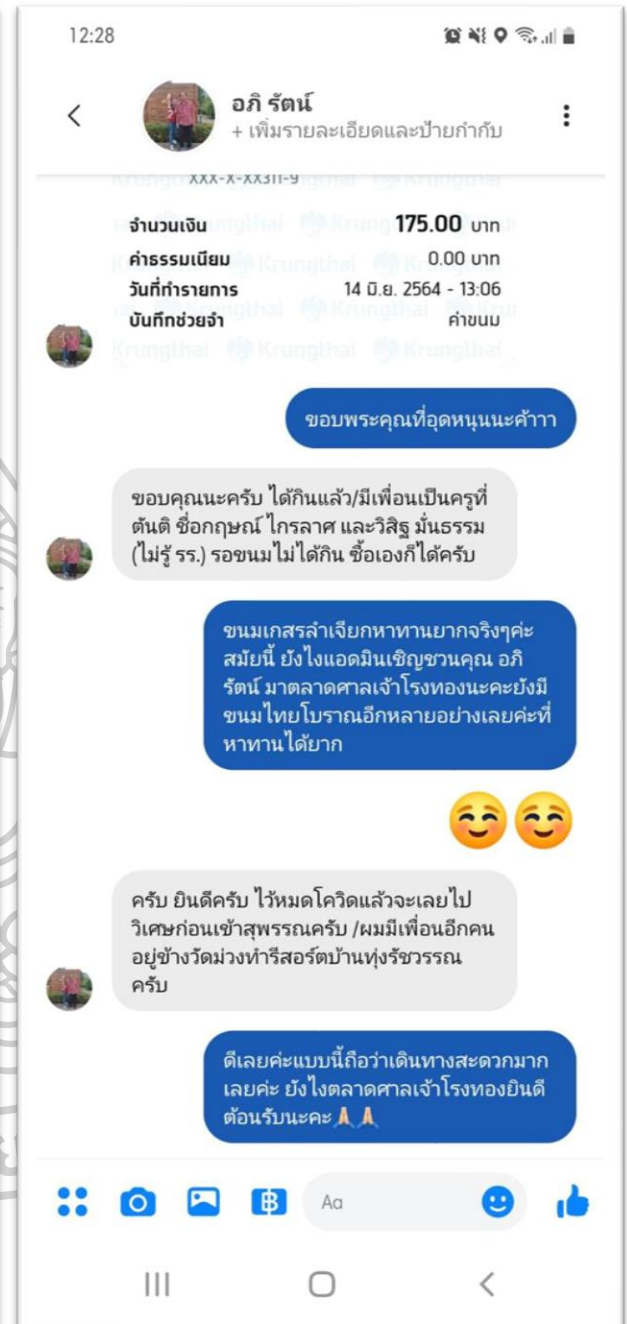 12:28
อภิ รัตน์
+ เพิ่มรายละเอียดและป้ายกำกับ
XXX-X-XX311-9
จำนวนเงิน 175.00 บาท
ค่าธรรมเนียม 0.00 บาท
วันที่ทำรายการ 14 มิ.ย. 2564 - 13:06
บันทึกช่วยจำ ค่าขนม
Krungthai Krungthai Krungthai
ขอบพระคุณที่อุดหนุนนะค้าาา
ขอบคุณนะครับ ได้กินแล้ว/มีเพื่อนเป็นครูที่
ตันติ ชื่อกฤษณ์ ไกรลาศ และวิสิฐ มั่นธรรม
(ไม่รู้ รร.) รอขนมไม่ได้กิน ซื้อเองก็ได้ครับ
ขนมเกสรลำเจียกหาทานยากจริงๆค่ะ
สมัยนี้ ยังไงแอดมินเชิญชวนคุณ อภิ
รัตน์ มาตลาดศาลเจ้าโรงทองนะคะยังมี
ขนมไทยโบราณอีกหลายอย่างเลยค่ะที่
หาทานได้ยาก
☺️☺️
ครับ ยินดีครับ ไว้หมดโควิดแล้วจะเลยไป
วิเศษก่อนเข้าสุพรรณครับ /ผมมีเพื่อนอีกคน
อยู่ข้างวัดม่วงทำรีสอร์ตบ้านทุ่งรัชวรรณ
ครับ
ดีเลยค่ะแบบนี้ถือว่าเดินทางสะดวกมาก
เลยค่ะ ยังไงตลาดศาลเจ้าโรงทองยินดี
ต้อนรับนะคะ🙏🏻🙏🏻
Aa